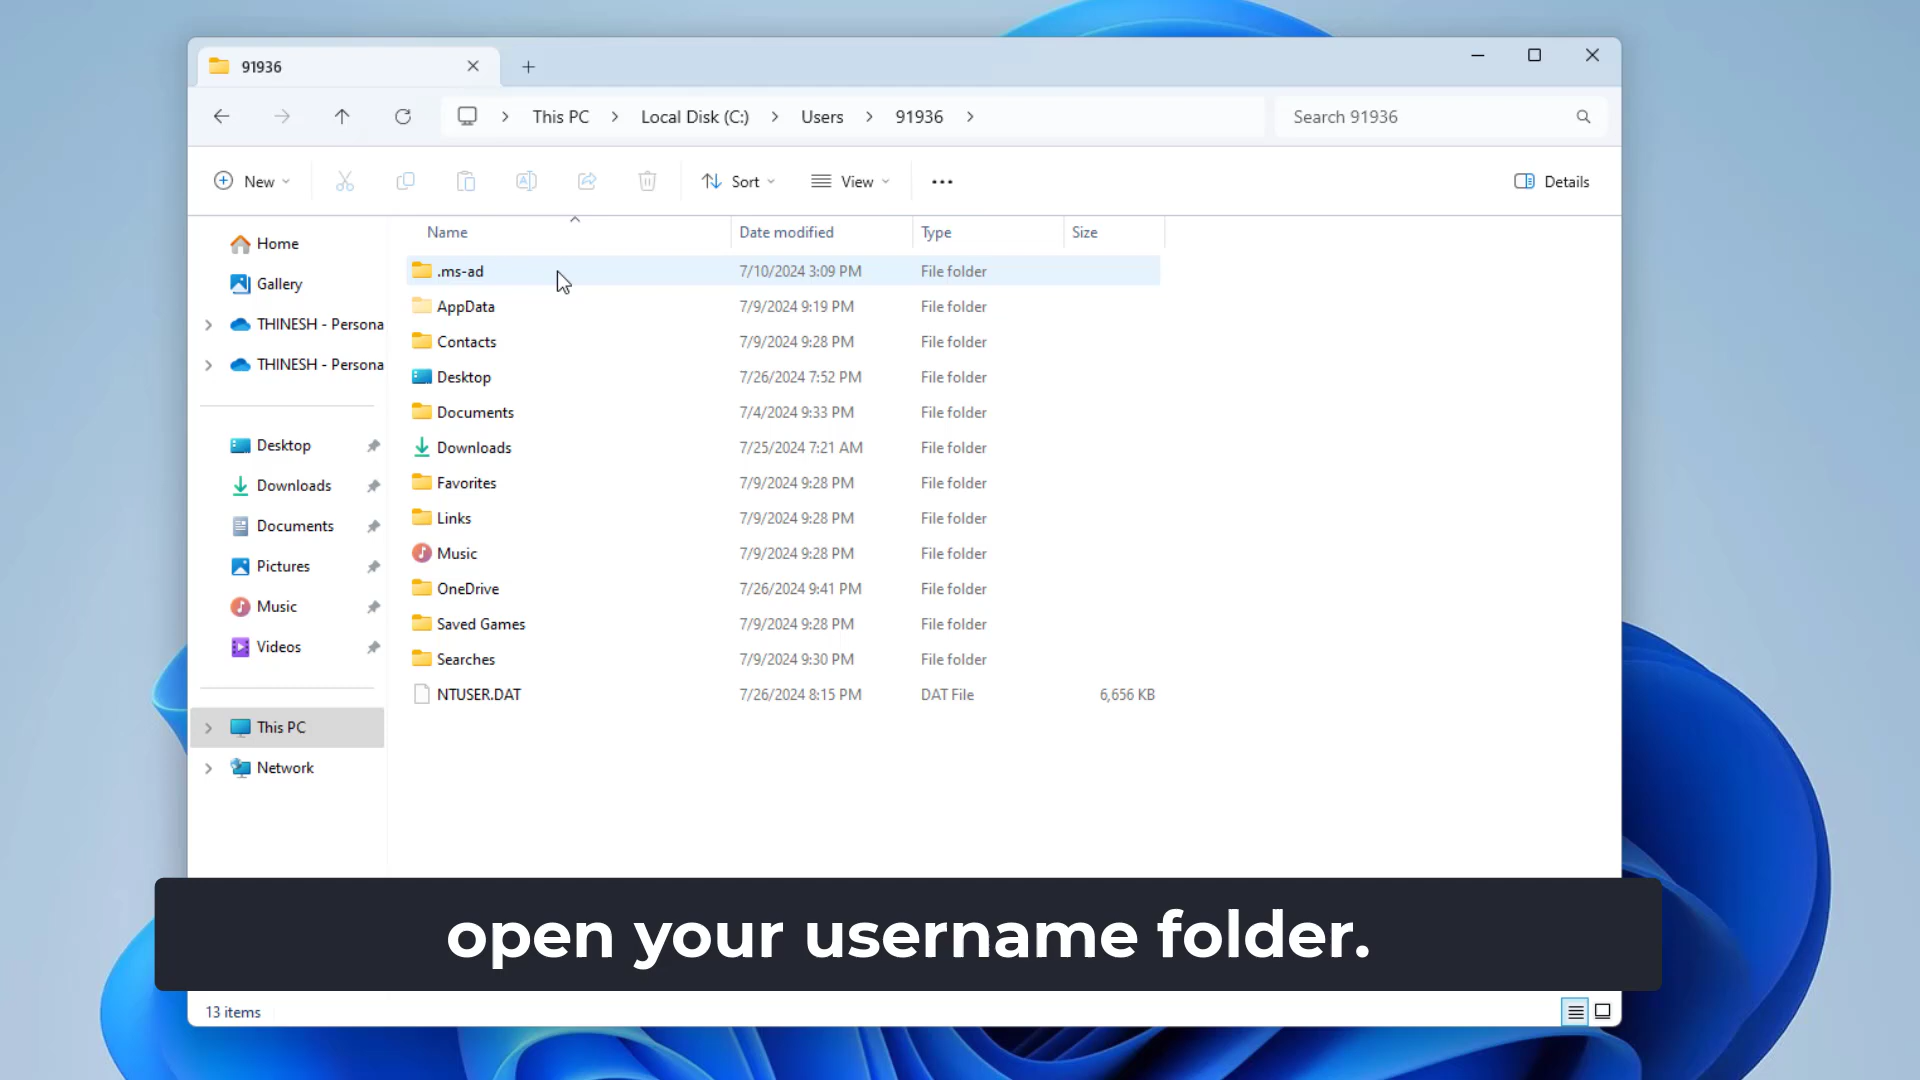 91936
This PC
Local Disk (C:)
Users
91936
Search 91936
New
Sort
View
Details
Name
Date modified
Type
Size
Home
Gallery
THINESH - Persona
THINESH - Persona
Desktop
Downloads
Documents
Pictures
Music
Videos
This PC
Network
.ms-ad 7/10/2024 3:09 PM File folder
AppData 7/9/2024 9:19 PM File folder
Contacts 7/9/2024 9:28 PM File folder
Desktop 7/26/2024 7:52 PM File folder
Documents 7/4/2024 9:33 PM File folder
Downloads 7/25/2024 7:21 AM File folder
Favorites 7/9/2024 9:28 PM File folder
Links 7/9/2024 9:28 PM File folder
Music 7/9/2024 9:28 PM File folder
OneDrive 7/26/2024 9:41 PM File folder
Saved Games 7/9/2024 9:28 PM File folder
Searches 7/9/2024 9:30 PM File folder
NTUSER.DAT 7/26/2024 8:15 PM DAT File 6,656 KB
open your username folder.
13 items